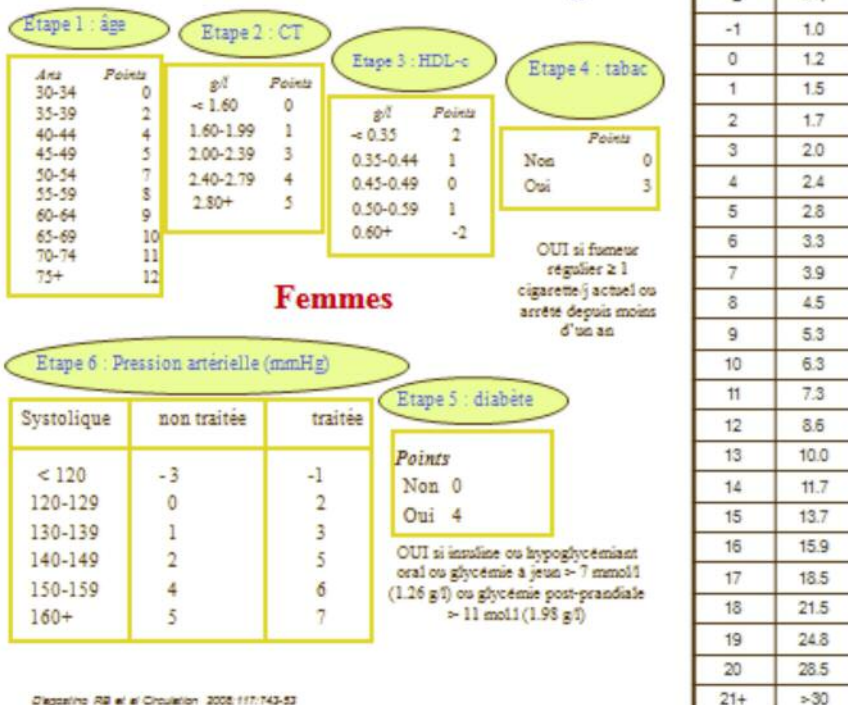 Etape 1 : âge
Ans Points
30-34 0
35-39 2
40-44 4
45-49 5
50-54 7
55-59 8
60-64 9
65-69 10
70-74 11
75+ 12
Etape 2 : CT
g/l Points
< 1.60 0
1.60-1.99 1
2.00-2.39 3
2.40-2.79 4
2.80+ 5
Etape 3 : HDL-c
g/l Points
< 0.35 2
0.35-0.44 1
0.45-0.49 0
0.50-0.59 1
0.60+ -2
Etape 4 : tabac
Points
Non 0
Oui 3
OUI si fumeur
régulier ≥ 1
cigarette/j actuel ou
arrêté depuis moins
d'un an
Femmes
Etape 6 : Pression artérielle (mmHg)
Systolique non traitée traitée
< 120 - 3 -1
120-129 0 2
130-139 1 3
140-149 2 5
150-159 4 6
160+ 5 7
Etape 5 : diabète
Points
Non 0
Oui 4
OUI si insuline ou hypoglycémiant
oral ou glycémie à jeun > 7 mmol/l
(1.26 g/l) ou glycémie post-prandiale
> 11 mol.l (1.98 g/l)
-1 1.0
0 1.2
1 1.5
2 1.7
3 2.0
4 2.4
5 2.8
6 3.3
7 3.9
8 4.5
9 5.3
10 6.3
11 7.3
12 8.6
13 10.0
14 11.7
15 13.7
16 15.9
17 18.5
18 21.5
19 24.8
20 28.5
21+ >30
RB et al Circulation 2008;117:743-53